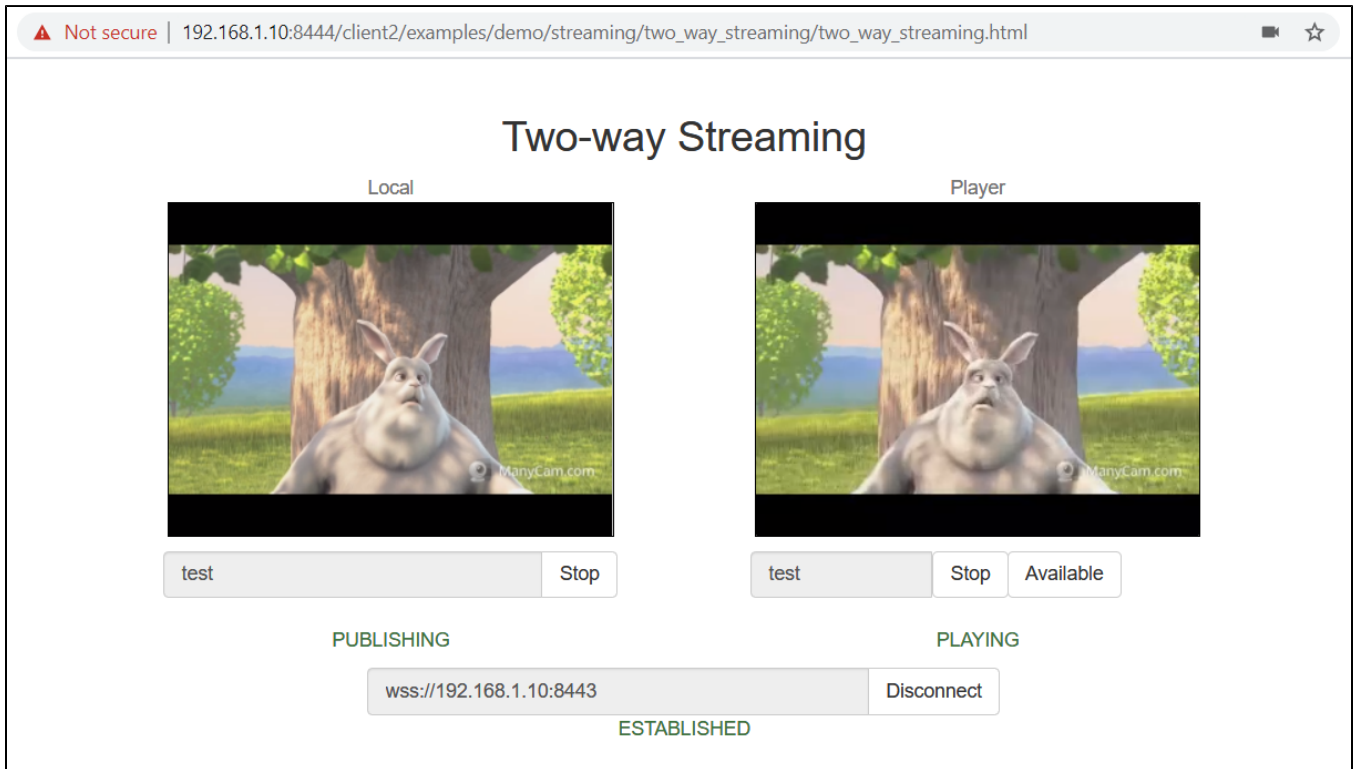 Not secure | 192.168.1.10:8444/client2/examples/demo/streaming/two_way_streaming/two_way_streaming.html
Two-way Streaming
Local
Player
ManyCam.com
ManyCam.com
test
Stop
test
Stop
Available
PUBLISHING
PLAYING
wss://192.168.1.10:8443
Disconnect
ESTABLISHED